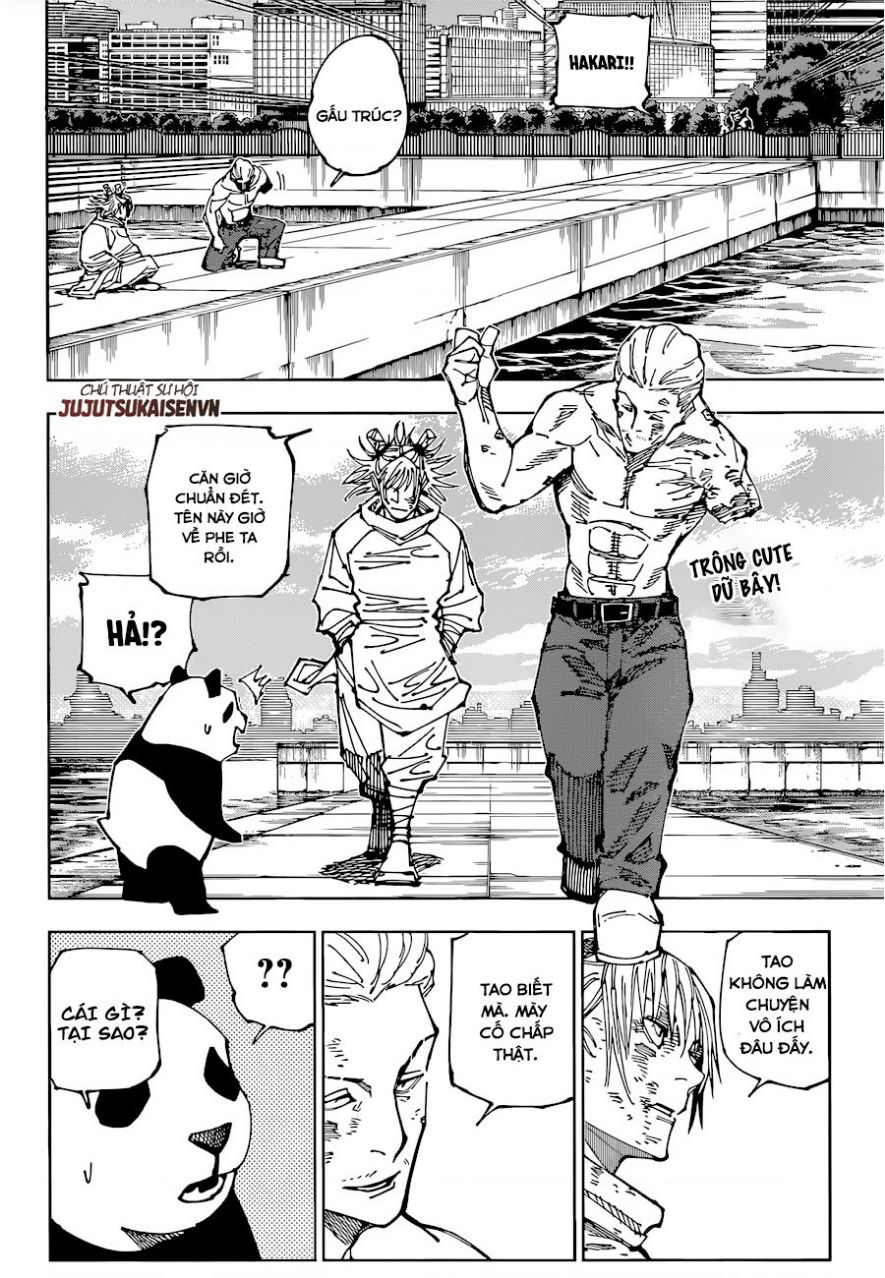 HAKARI!!
GẤU TRÚC?
CHÚ THUẬT SƯ HỘI
JUJUTSUKAISENVN
TRÔNG CUTE
DỮ BÂY!
CĂN GIỜ
CHUẨN ĐÉT.
TÊN NÀY GIỜ
VỀ PHE TA
RỒI.
HẢ!?
TAO
KHÔNG LÀM
CHUYỆN
VÔ ÍCH
ĐÂU ĐẤY.
TAO BIẾT
MÀ. MÀY
CỐ CHẤP
THẬT.
??
CÁI GÌ?
TẠI SAO?